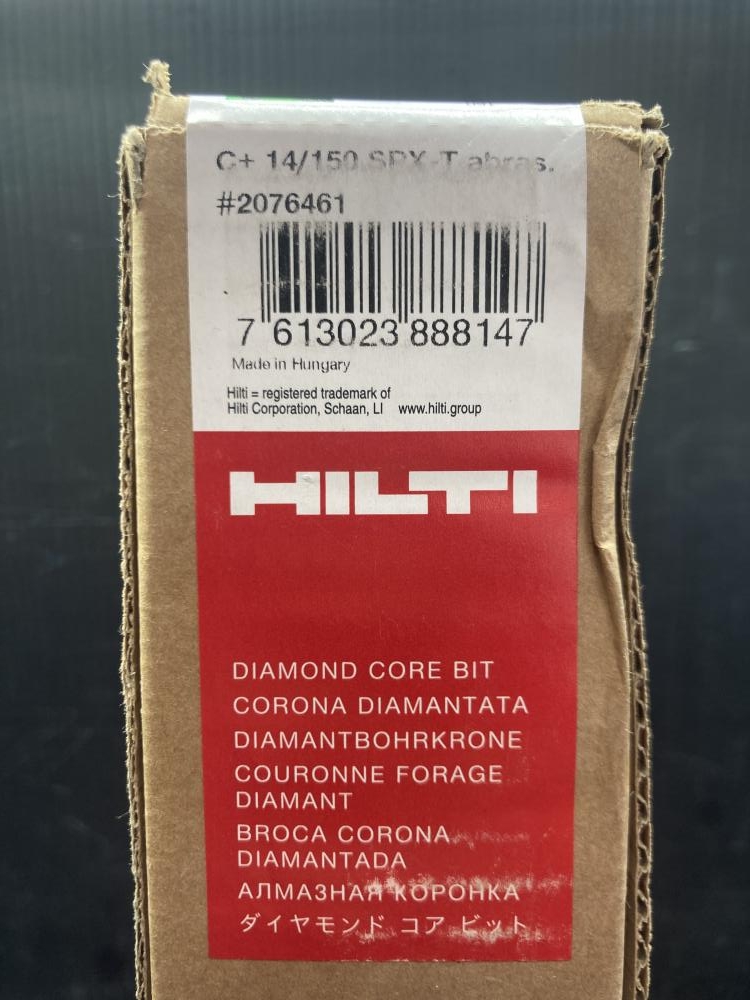 C+ 14/150 SPX-T abras.
#2076461
7 613023 888147
Made in Hungary
Hilti = registered trademark of
Hilti Corporation, Schaan, LI www.hilti.group
HILTI
DIAMOND CORE BIT
CORONA DIAMANTATA
DIAMANTBOHRKRONE
COURONNE FORAGE
DIAMANT
BROCA CORONA
DIAMANTADA
АЛМАЗНАЯ КОРОНКА
ダイヤモンド コア ビット